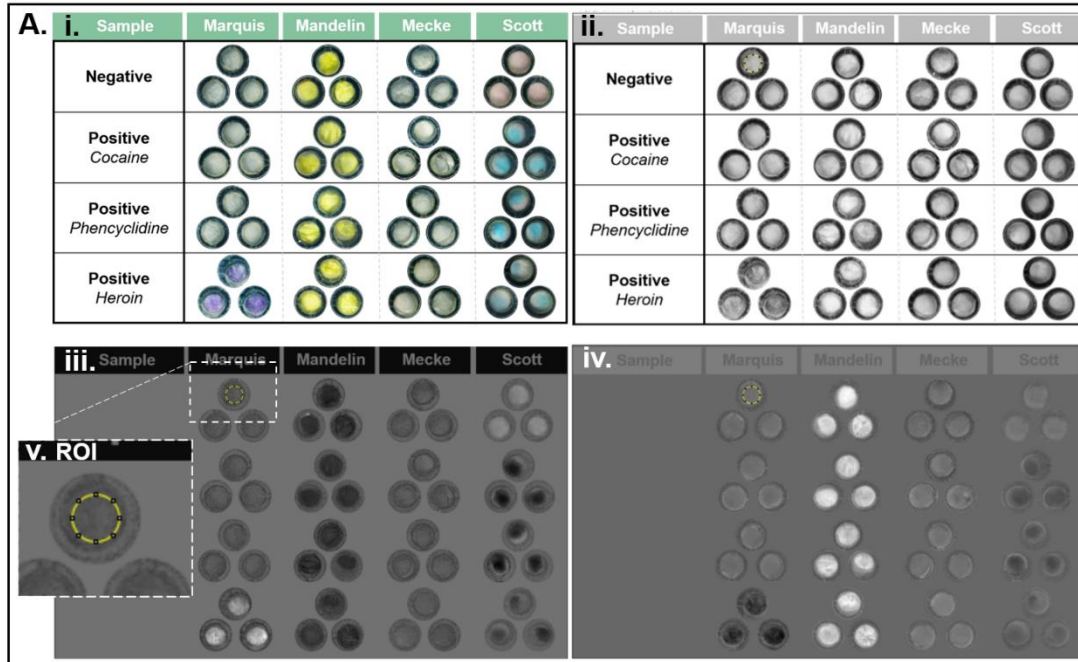 A. i. Sample Marquis Mandelin Mecke Scott
Negative
Positive
Cocaine
Positive
Phencyclidine
Positive
Heroin
ii. Sample Marquis Mandelin Mecke Scott
Negative
Positive
Cocaine
Positive
Phencyclidine
Positive
Heroin
iii. Sample Marquis Mandelin Mecke Scott
v. ROI
iv. Sample Marquis Mandelin Mecke Scott